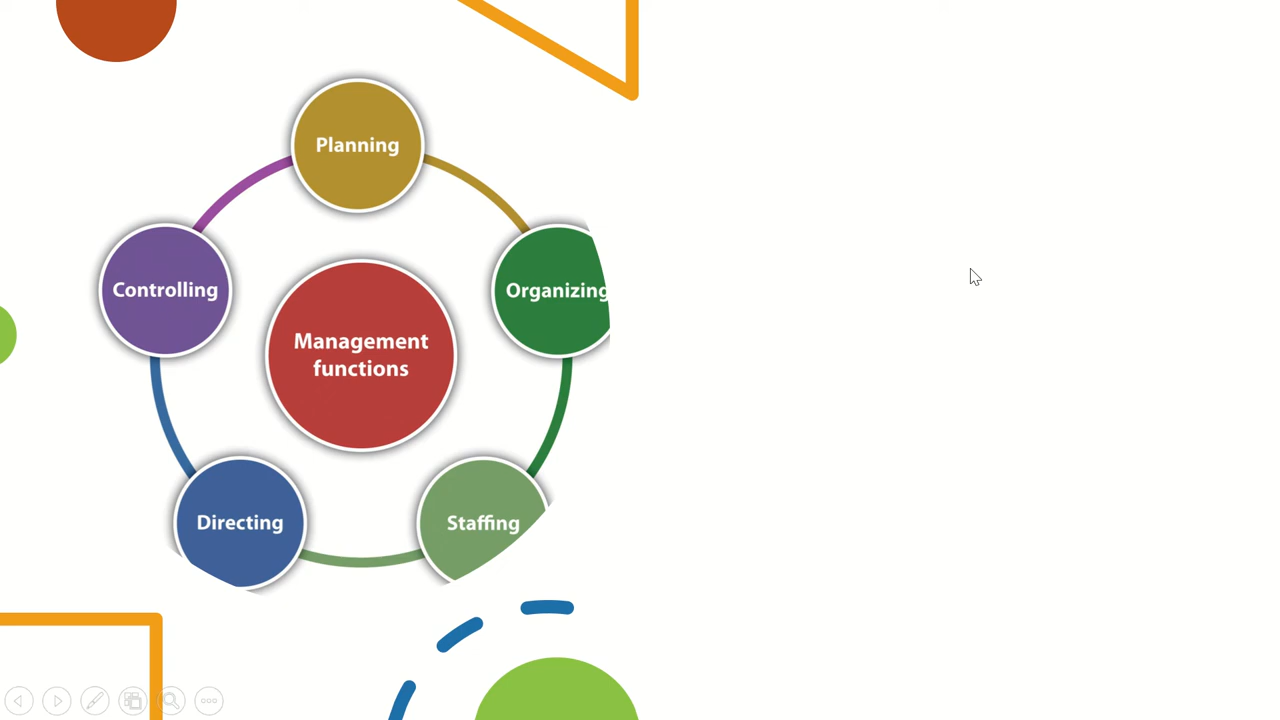 Planning
Controlling
Organizing
Management
functions
Directing
Staffing